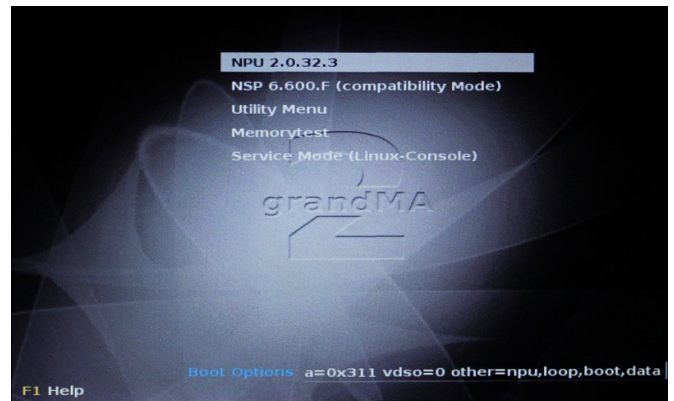 NPU 2.0.32.3
NSP 6.600.F (compatibility Mode)
Utility Menu
Memorytest
Service Mode (Linux-Console)
grandMA
2
Boot Options a=0x311 vdso=0 other=npu,loop,boot,data
F1 Help